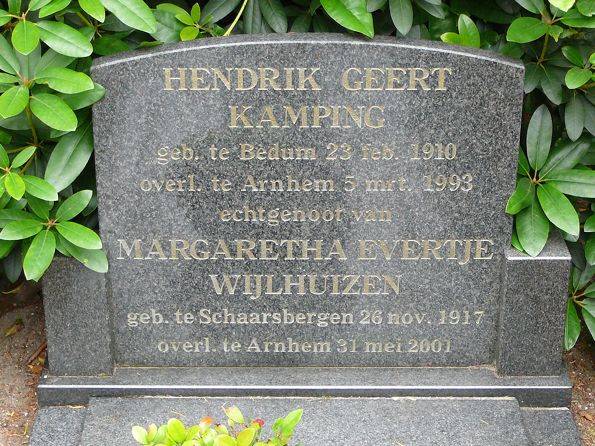 HENDRIK GEERT
KAMPING
geb. te Bedum 23 feb. 1910
overl. te Arnhem 5 mrt. 1993
echtgenoot van
MARGARETHA EVERTJE
WIJLHUIZEN
geb. te Schaarsbergen 26 nov. 1917
overl. te Arnhem 31 mei 2001